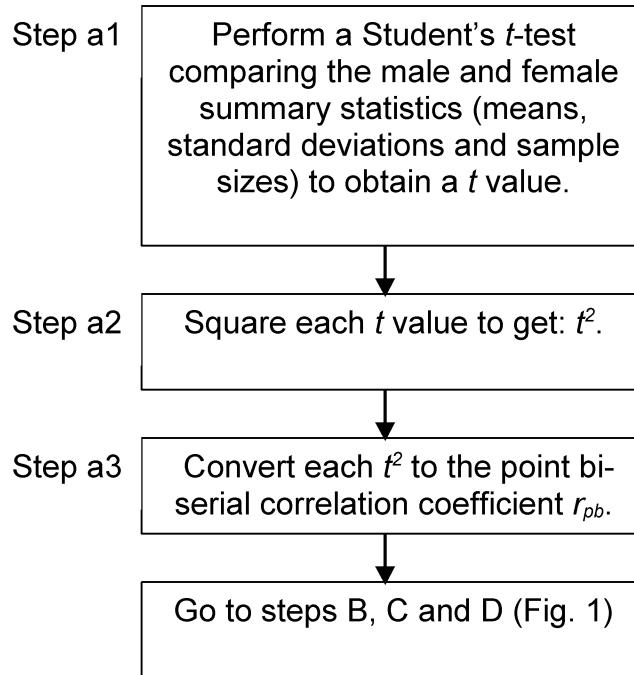 Step a1
Perform a Student’s t-test
comparing the male and female
summary statistics (means,
standard deviations and sample
sizes) to obtain a t value.
Step a2
Square each t value to get: t².
Step a3
Convert each t² to the point bi-
serial correlation coefficient rpb.
Go to steps B, C and D (Fig. 1)